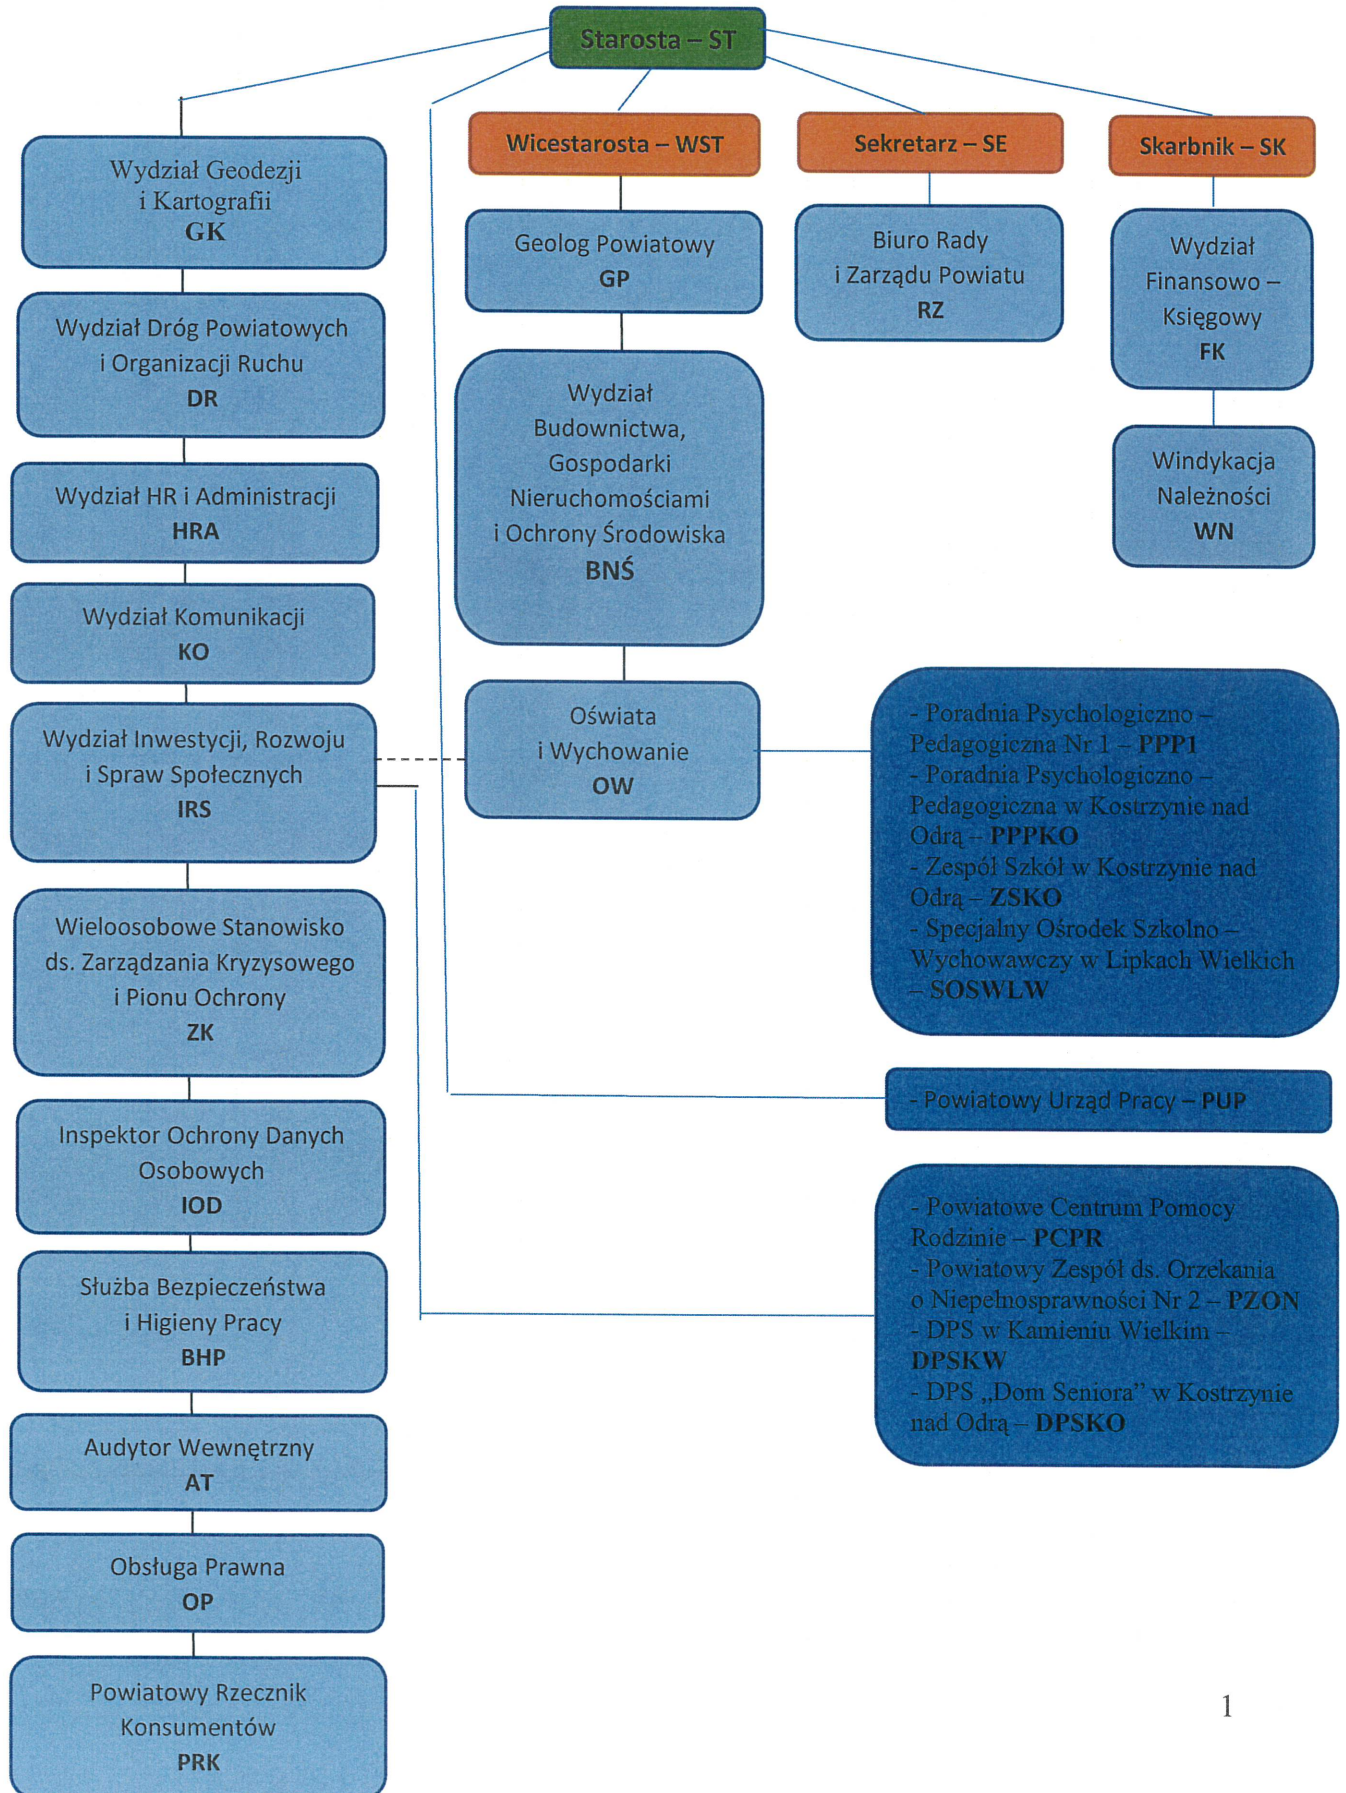 Starosta – ST
Wydział Geodezji
i Kartografii
GK
Wydział Dróg Powiatowych
i Organizacji Ruchu
DR
Wydział HR i Administracji
HRA
Wydział Komunikacji
KO
Wydział Inwestycji, Rozwoju
i Spraw Społecznych
IRS
Wieloosobowe Stanowisko
ds. Zarządzania Kryzysowego
i Pionu Ochrony
ZK
Inspektor Ochrony Danych
Osobowych
IOD
Służba Bezpieczeństwa
i Higieny Pracy
BHP
Audytor Wewnętrzny
AT
Obsługa Prawna
OP
Powiatowy Rzecznik
Konsumentów
PRK
Wicestarosta – WST
Geolog Powiatowy
GP
Wydział
Budownictwa,
Gospodarki
Nieruchomościami
i Ochrony Środowiska
BNŚ
Oświata
i Wychowanie
OW
Sekretarz – SE
Biuro Rady
i Zarządu Powiatu
RZ
Skarbnik – SK
Wydział
Finansowo –
Księgowy
FK
Windykacja
Należności
WN
- Poradnia Psychologiczno –
Pedagogiczna Nr 1 – PPP1
- Poradnia Psychologiczno –
Pedagogiczna w Kostrzynie nad
Odrą – PPPKO
- Zespół Szkół w Kostrzynie nad
Odrą – ZSKO
- Specjalny Ośrodek Szkolno –
Wychowawczy w Lipkach Wielkich
– SOSWLW
- Powiatowy Urząd Pracy – PUP
- Powiatowe Centrum Pomocy
Rodzinie – PCPR
- Powiatowy Zespół ds. Orzekania
o Niepełnosprawności Nr 2 – PZON
- DPS w Kamieniu Wielkim –
DPSKW
- DPS „Dom Seniora” w Kostrzynie
nad Odrą – DPSKO
1